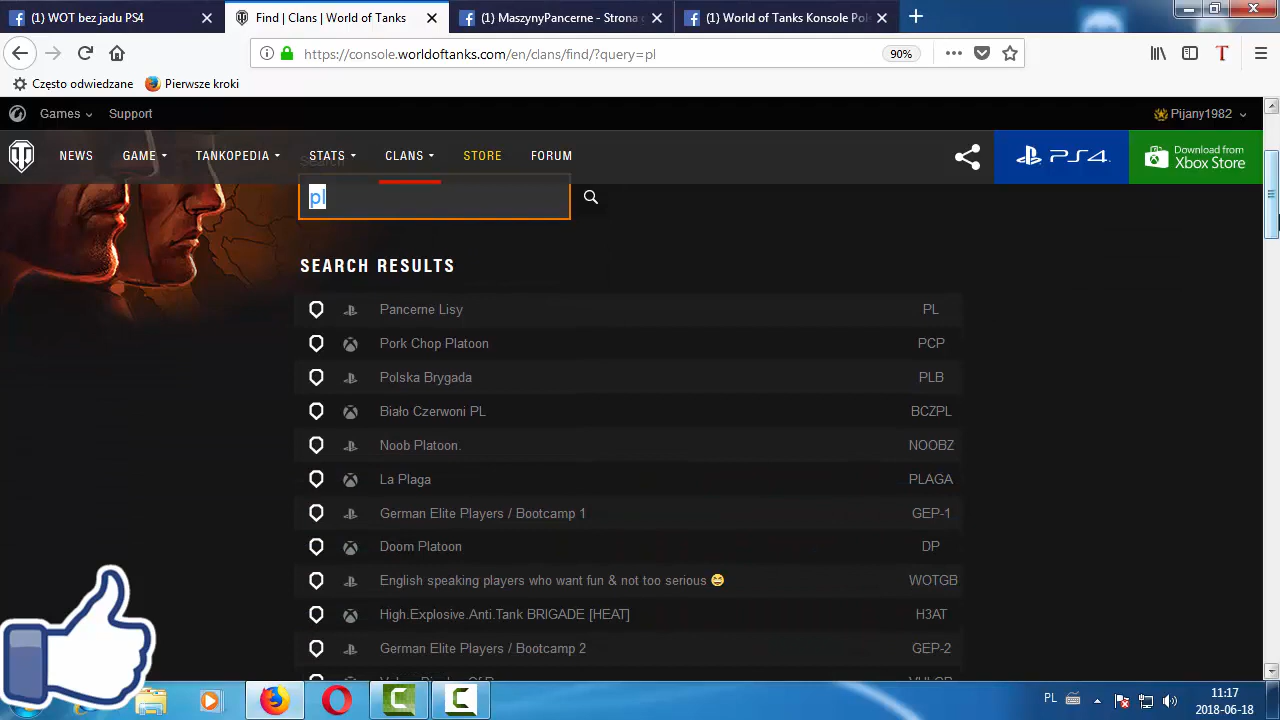 (1) WOT bez jadu PS4
Find | Clans | World of Tanks
(1) MaszynyPancerne - Strona g
(1) World of Tanks Konsole Pol
https://console.worldoftanks.com/en/clans/find/?query=pl
90%
Często odwiedzane
Pierwsze kroki
Games
Support
Pijany1982
NEWS
GAME
TANKOPEDIA
STATS
CLANS
STORE
FORUM
PS4
Download from
Xbox Store
pl
SEARCH RESULTS
Pancerne Lisy PL
Pork Chop Platoon PCP
Polska Brygada PLB
Biało Czerwoni PL BCZPL
Noob Platoon. NOOBZ
La Plaga PLAGA
German Elite Players / Bootcamp 1 GEP-1
Doom Platoon DP
English speaking players who want fun & not too serious 😄 WOTGB
High.Explosive.Anti.Tank BRIGADE [HEAT] H3AT
German Elite Players / Bootcamp 2 GEP-2
PL
11:17
2018-06-18